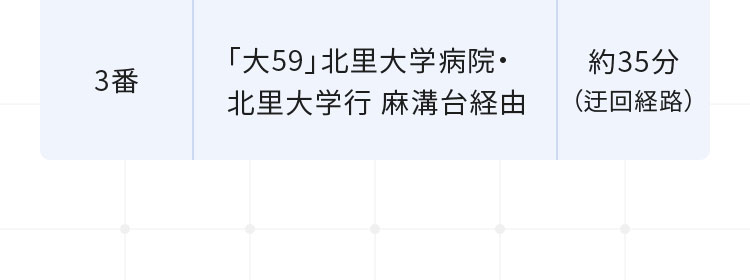 3番
「大59」北里大学病院・
北里大学行 麻溝台経由
約35分
（迂回経路）